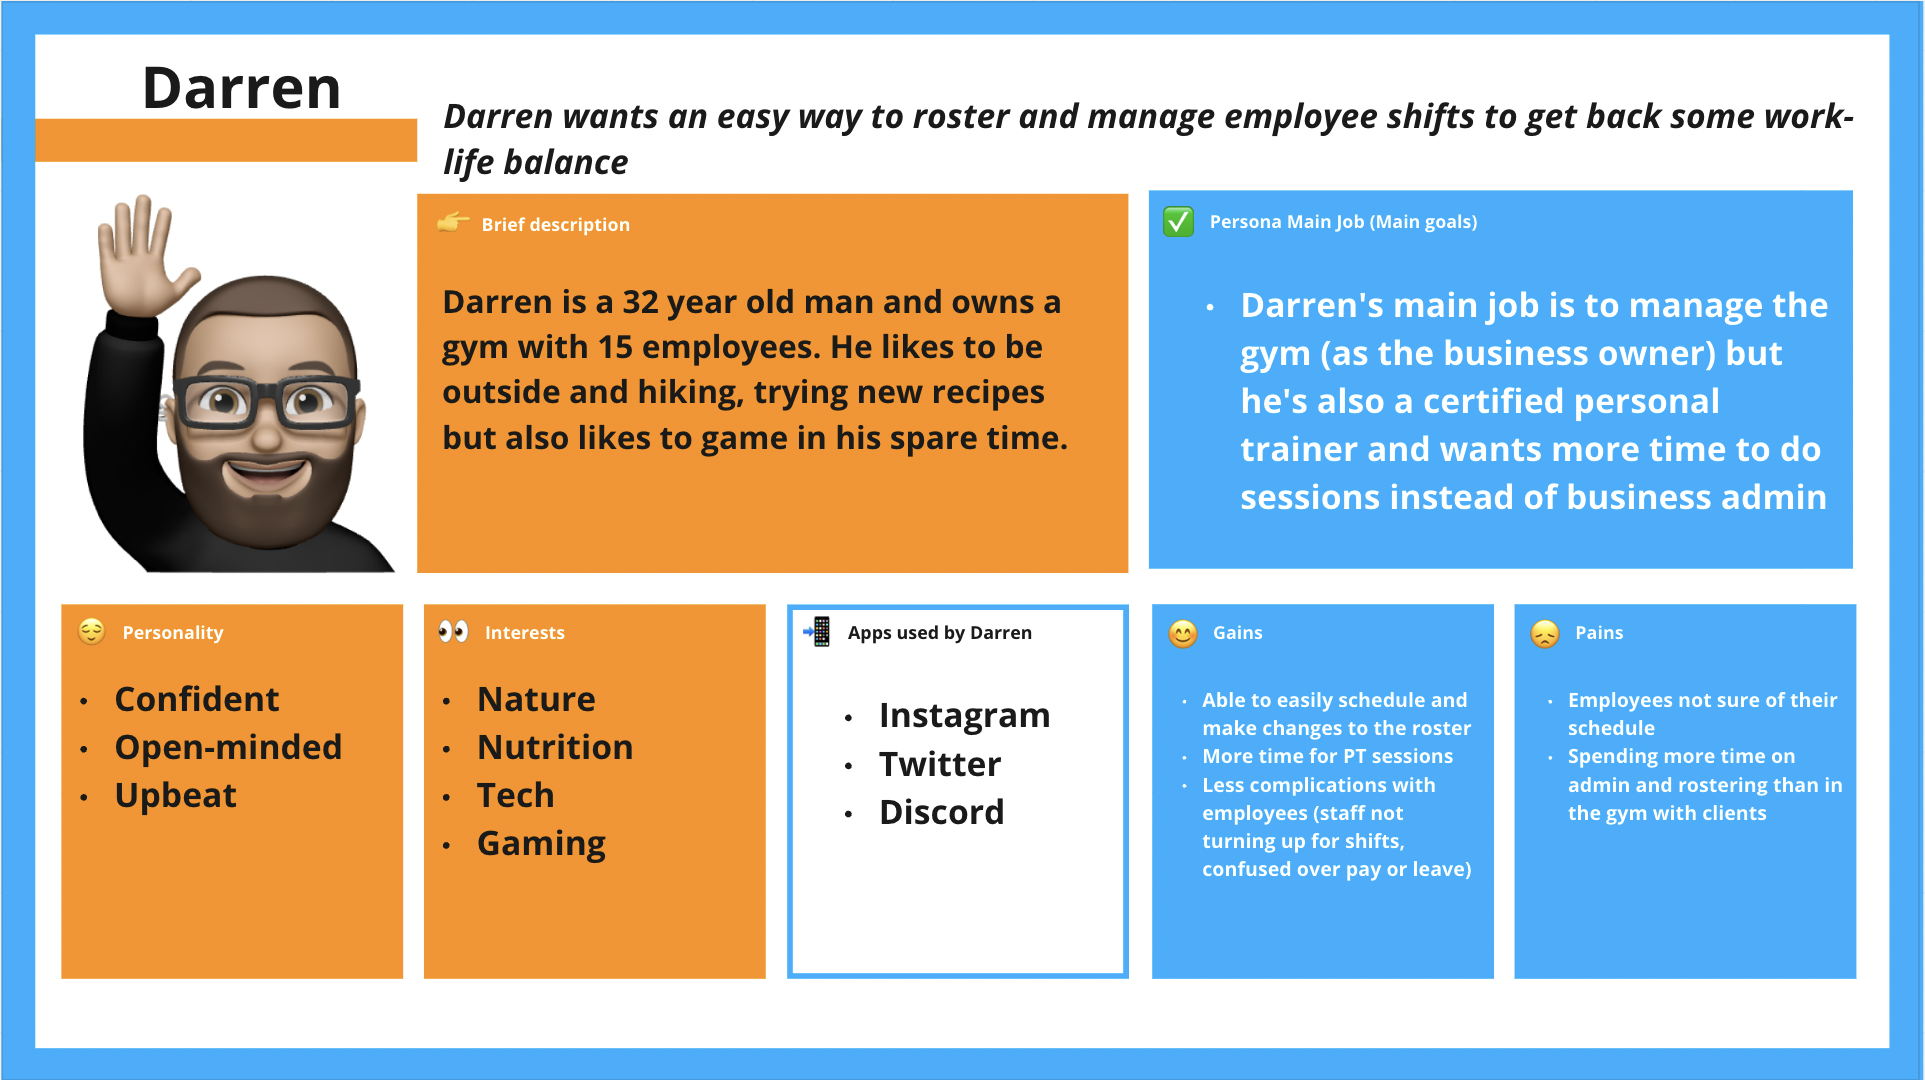 Darren
Darren wants an easy way to roster and manage employee shifts to get back some work-
life balance
Brief description
Darren is a 32 year old man and owns a
gym with 15 employees. He likes to be
outside and hiking, trying new recipes
but also likes to game in his spare time.
Persona Main Job (Main goals)
• Darren's main job is to manage the
gym (as the business owner) but
he's also a certified personal
trainer and wants more time to do
sessions instead of business admin
Personality
• Confident
• Open-minded
• Upbeat
Interests
• Nature
• Nutrition
• Tech
• Gaming
Apps used by Darren
• Instagram
• Twitter
• Discord
Gains
• Able to easily schedule and
make changes to the roster
• More time for PT sessions
• Less complications with
employees (staff not
turning up for shifts,
confused over pay or leave)
Pains
• Employees not sure of their
schedule
• Spending more time on
admin and rostering than in
the gym with clients